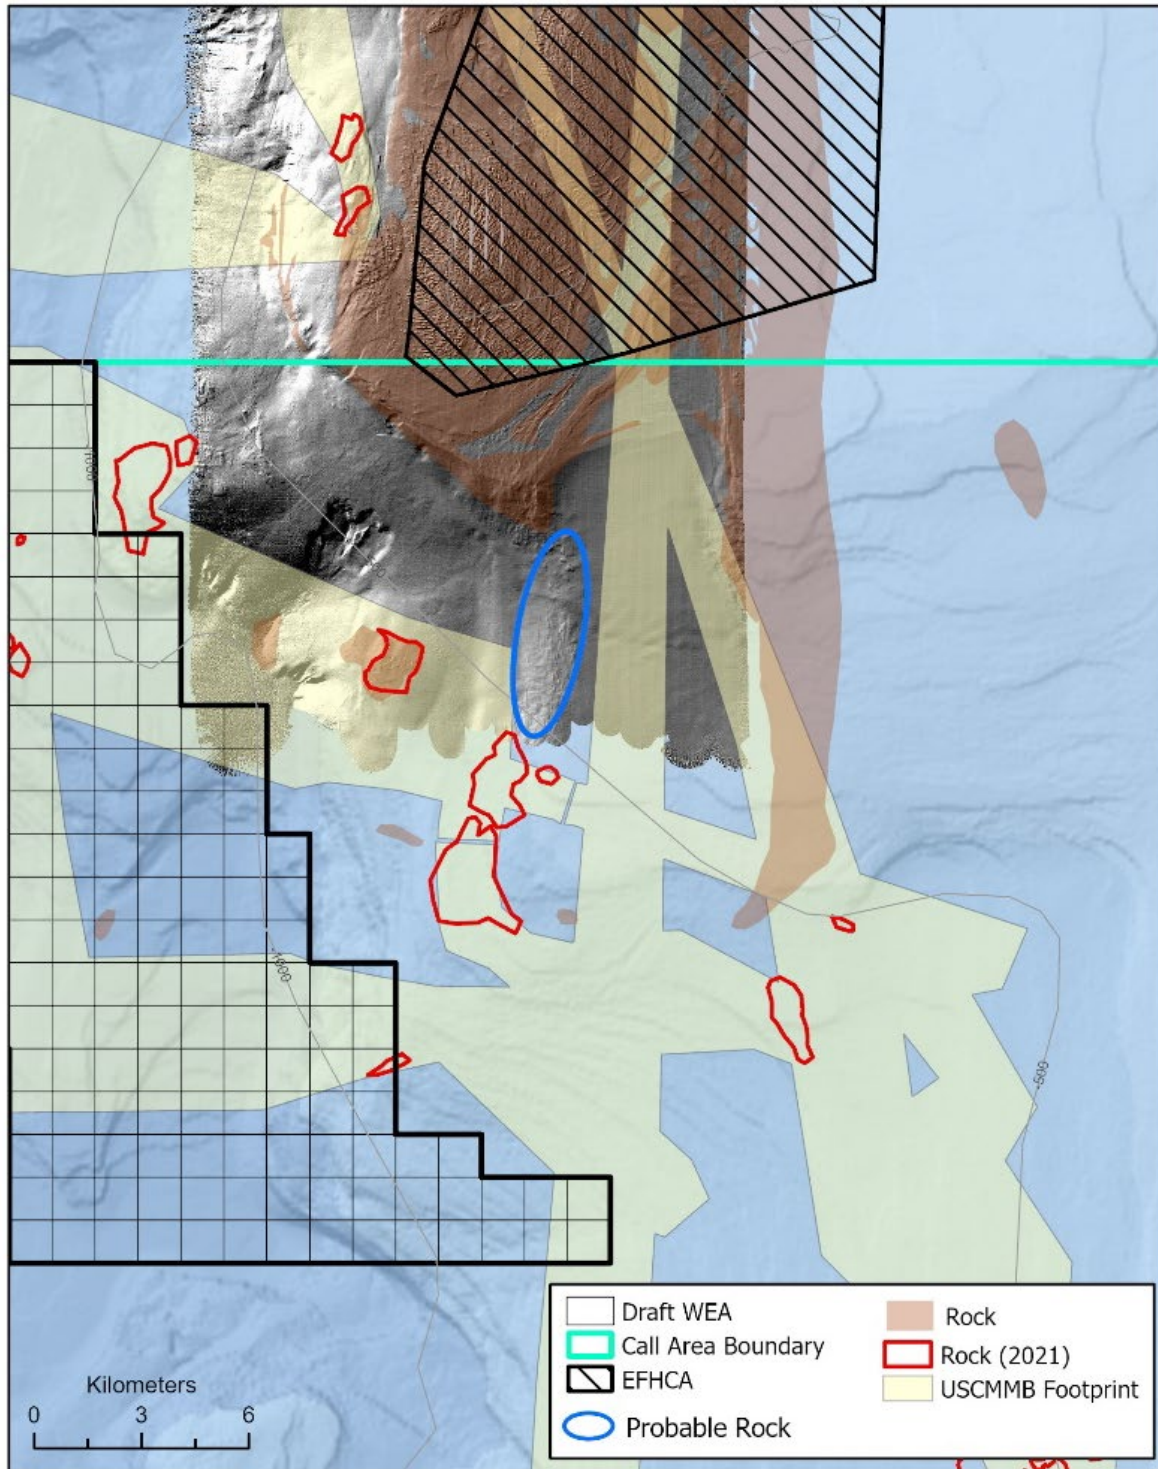 -1000
-1000
-500
Draft WEA
Call Area Boundary
EFHCA
Probable Rock
Rock
Rock (2021)
USCMMB Footprint
Kilometers
0 3 6